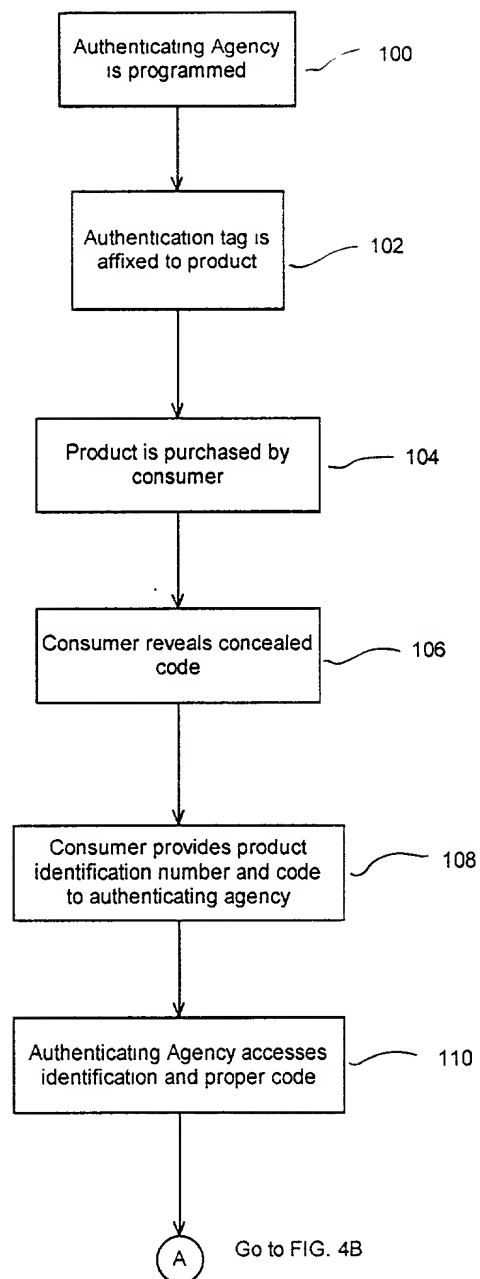 Authenticating Agency
is programmed
100
Authentication tag is
affixed to product
102
Product is purchased by
consumer
104
Consumer reveals concealed
code
106
Consumer provides product
identification number and code
to authenticating agency
108
Authenticating Agency accesses
identification and proper code
110
A
Go to FIG. 4B